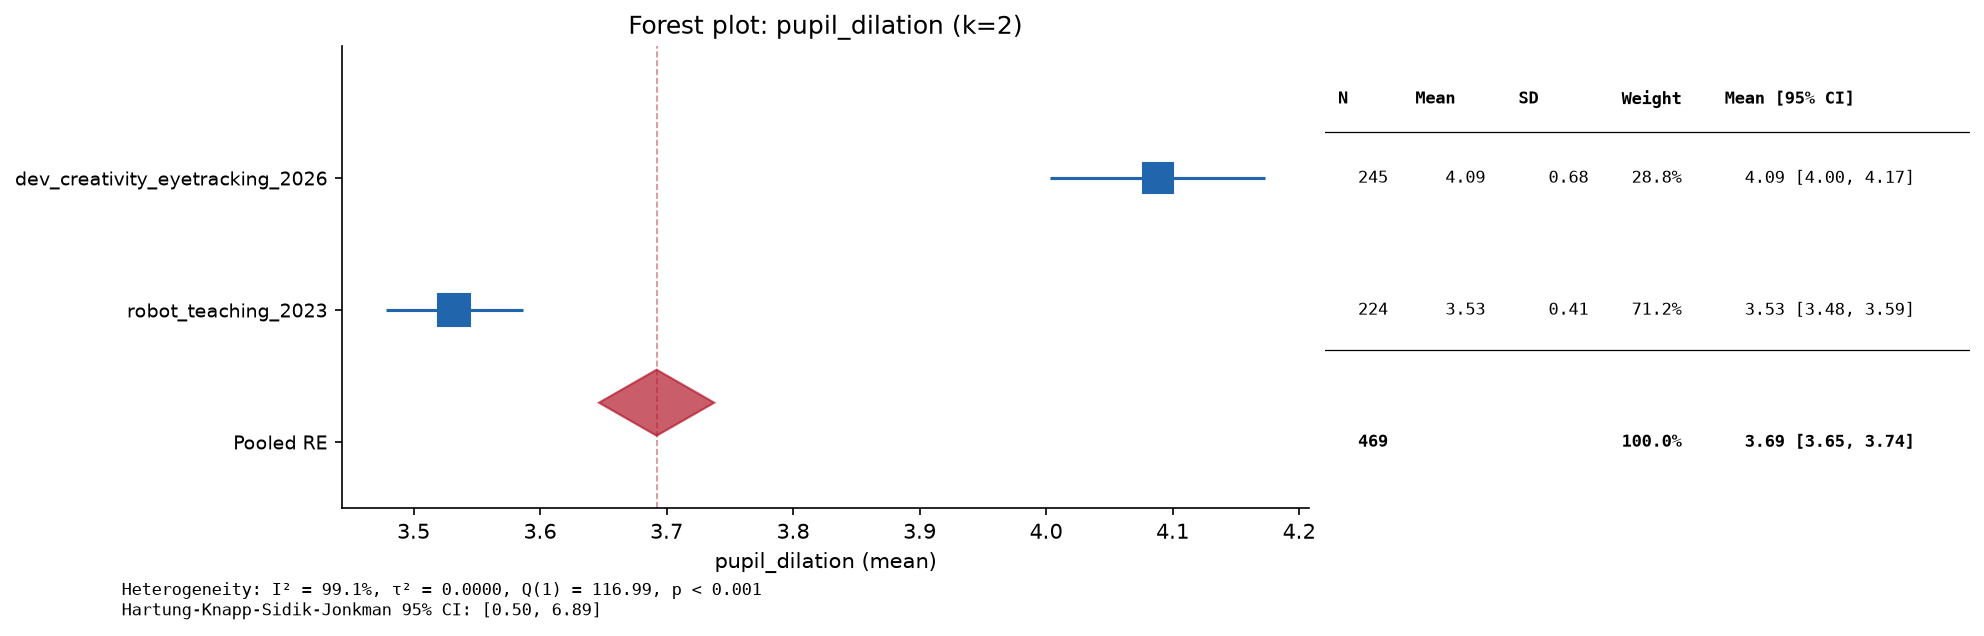 Forest plot: pupil_dilation (k=2)
N Mean SD Weight Mean [95% CI]
dev_creativity_eyetracking_2026 245 4.09 0.68 28.8% 4.09 [4.00, 4.17]
robot_teaching_2023 224 3.53 0.41 71.2% 3.53 [3.48, 3.59]
Pooled RE 469 100.0% 3.69 [3.65, 3.74]
3.5 3.6 3.7 3.8 3.9 4.0 4.1 4.2
pupil_dilation (mean)
Heterogeneity: I² = 99.1%, τ² = 0.0000, Q(1) = 116.99, p < 0.001
Hartung-Knapp-Sidik-Jonkman 95% CI: [0.50, 6.89]